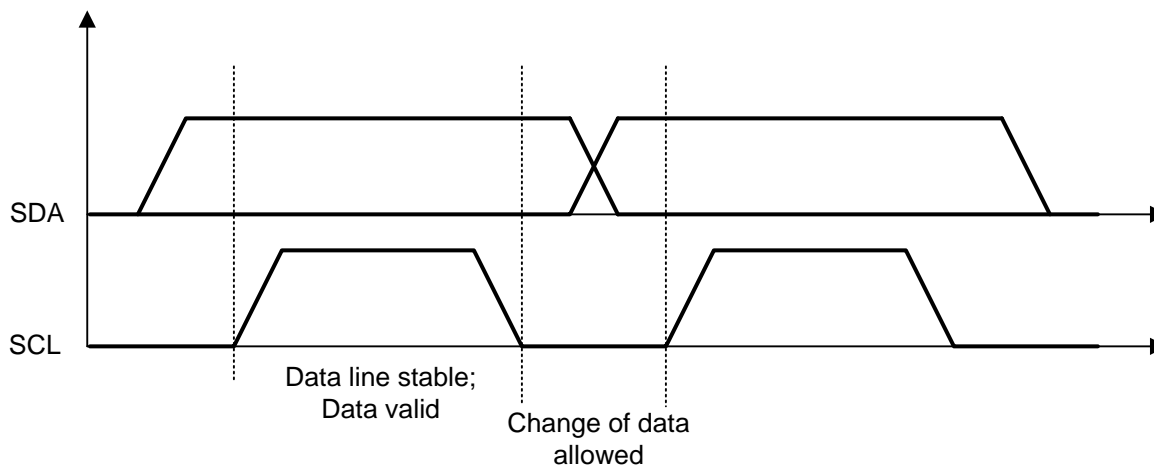 SDA
SCL
Data line stable;
Data valid
Change of data
allowed